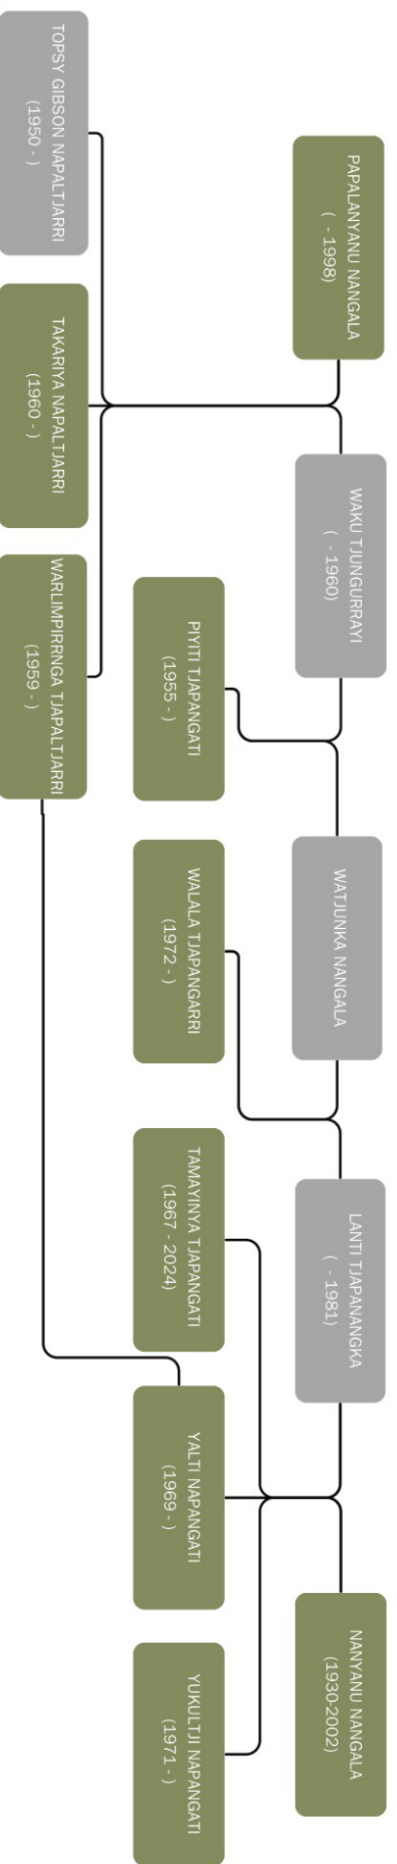 PAPALANYANU NANGALA
(   - 1998)
WAKU TJUNGURRAYI
(   - 1960)
WATJUNKA NANGALA
LANTI TJAPANANGKA
(   - 1981)
NANYANU NANGALA
(1930-2002)
PIYITI TJAPANGATI
(1955 - )
WALALA TJAPANGARRI
(1972 - )
TAMAYINYA TJAPANGATI
(1967 - 2024)
YALTI NAPANGATI
(1969 - )
YUKULTJI NAPANGATI
(1971 - )
TOPSY GIBSON NAPALTJARRI
(1950 - )
TAKARIYA NAPALTJARRI
(1960 - )
WARLIMPIRRNGA TJAPALTJARRI
(1959 - )